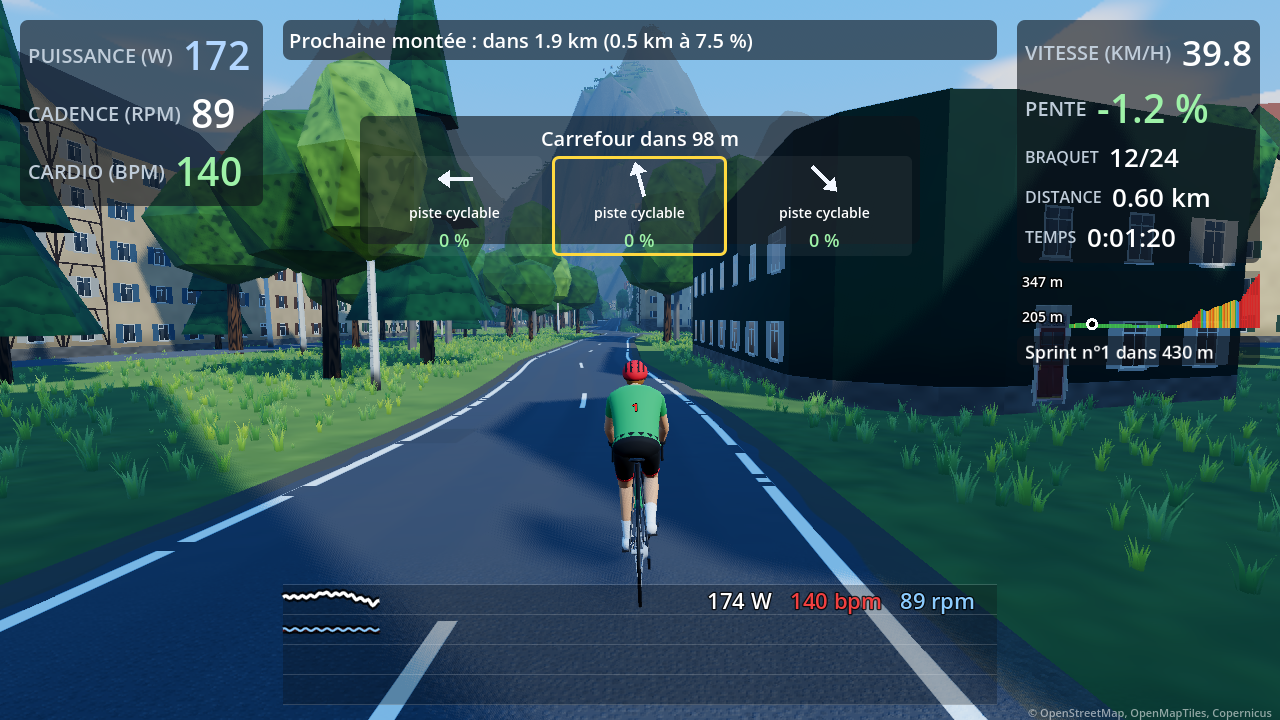 PUISSANCE (W) 172
CADENCE (RPM) 89
CARDIO (BPM) 140
Prochaine montée : dans 1.9 km (0.5 km à 7.5 %)
Carrefour dans 98 m
piste cyclable
0 %
piste cyclable
0 %
piste cyclable
0 %
VITESSE (KM/H) 39.8
PENTE -1.2 %
BRAQUET 12/24
DISTANCE 0.60 km
TEMPS 0:01:20
347 m
205 m
Sprint n°1 dans 430 m
1
174 W 140 bpm 89 rpm
© OpenStreetMap, OpenMapTiles, Copernicus